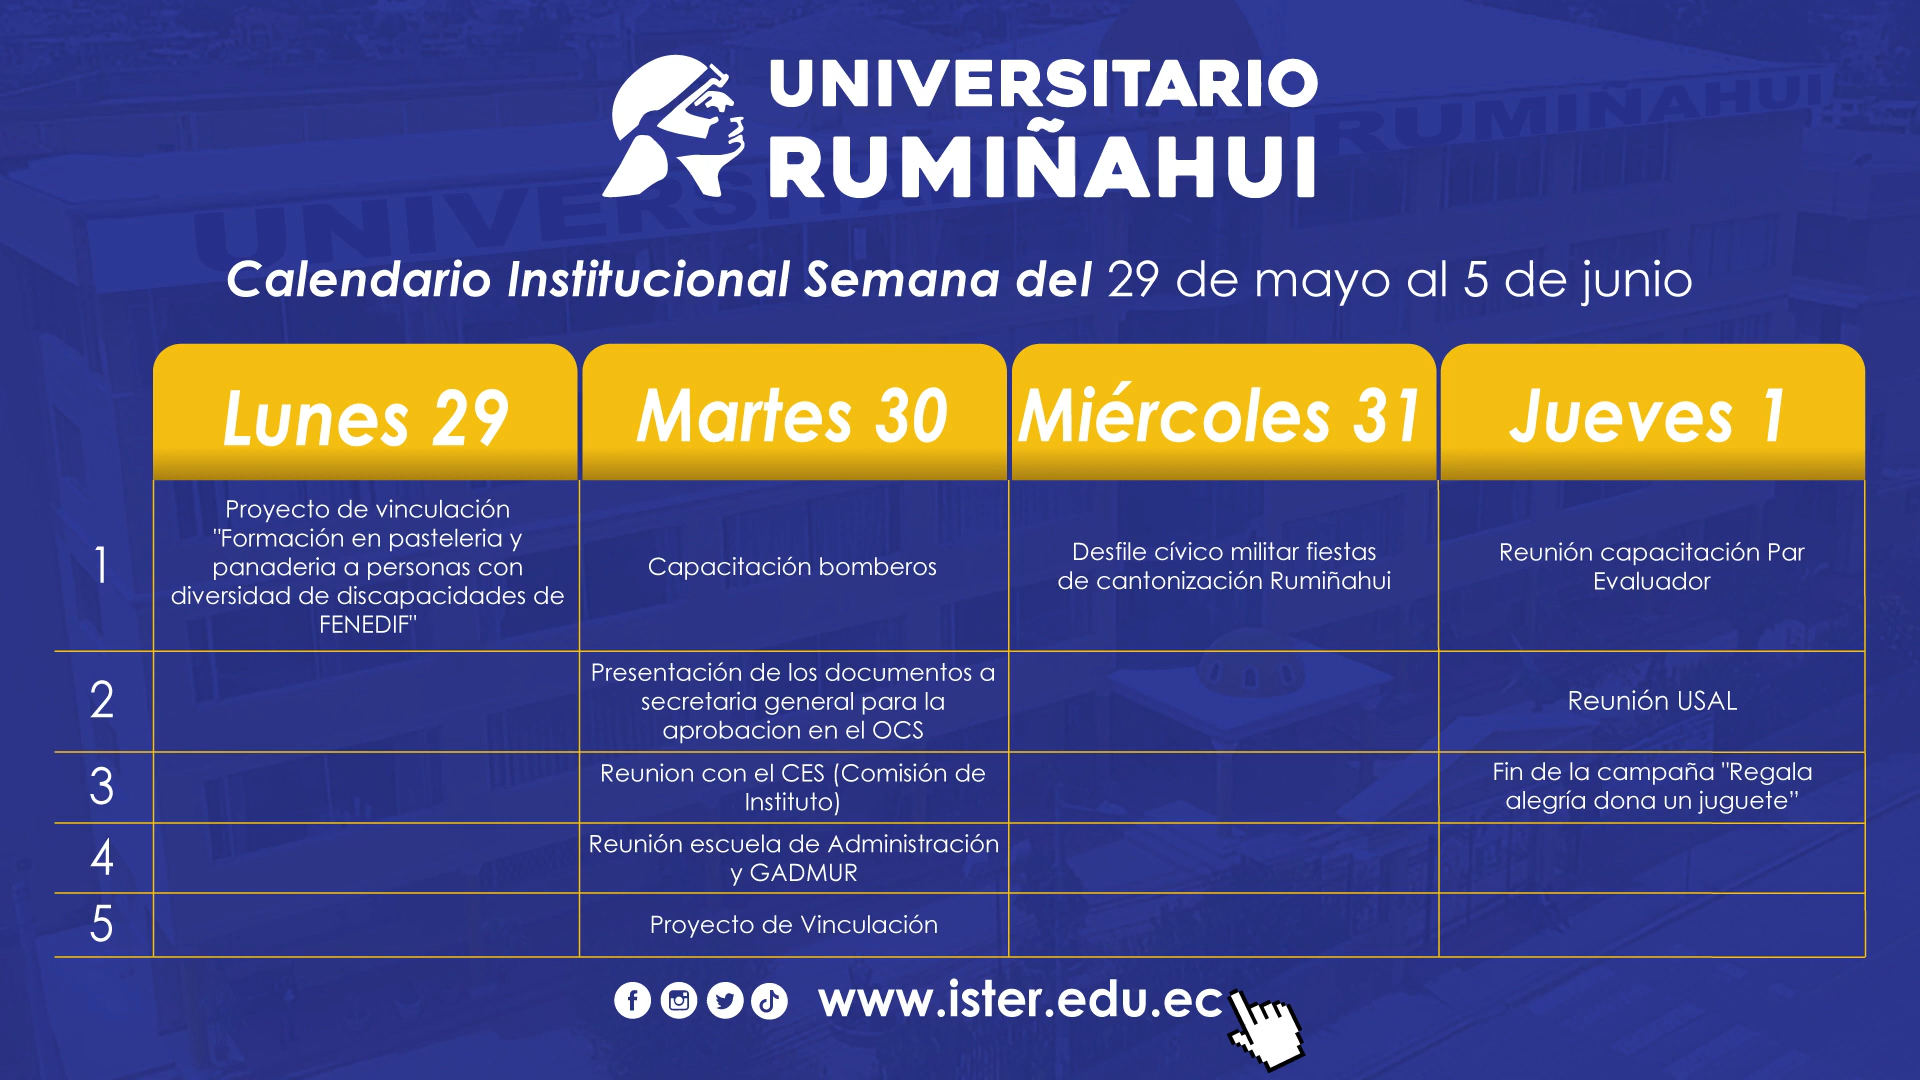 UNIVERSITARIO
RUMIÑAHUI
UNIVERSITARIO RUMIÑAHUI
Calendario Institucional Semana del 29 de mayo al 5 de junio
Lunes 29
Martes 30
Miércoles 31
Jueves 1
1
Proyecto de vinculación
"Formación en pasteleria y
panaderia a personas con
diversidad de discapacidades de
FENEDIF"
Capacitación bomberos
Desfile cívico militar fiestas
de cantonización Rumiñahui
Reunión capacitación Par
Evaluador
2
Presentación de los documentos a
secretaria general para la
aprobacion en el OCS
Reunión USAL
3
Reunion con el CES (Comisión de
Instituto)
Fin de la campaña "Regala
alegría dona un juguete”
4
Reunión escuela de Administración
y GADMUR
5
Proyecto de Vinculación
www.ister.edu.ec